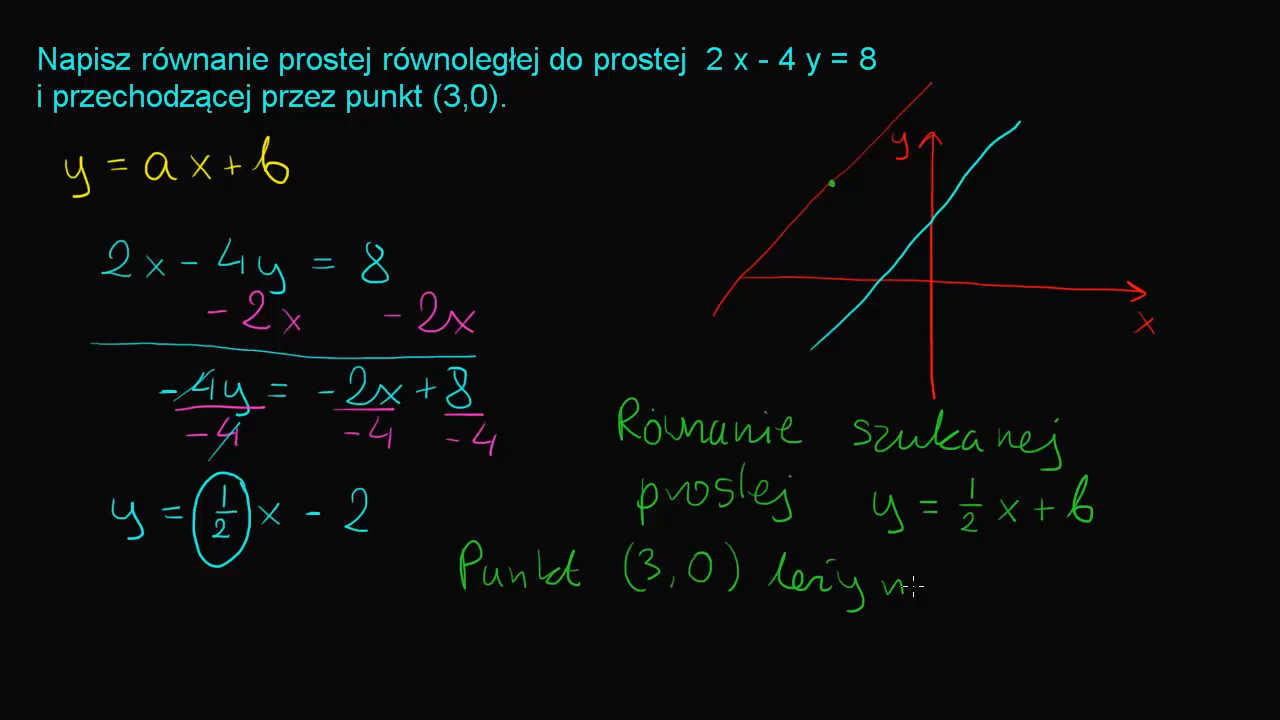 Napisz równanie prostej równoległej do prostej 2 x - 4 y = 8
i przechodzącej przez punkt (3,0).
y = ax + b
2x - 4y = 8
- 2x - 2x
-4y = -2x + 8
-4 -4 -4
y = 1/2 x - 2
y
x
Równanie szukanej
prostej y = 1/2 x + b
Punkt (3,0) leży n